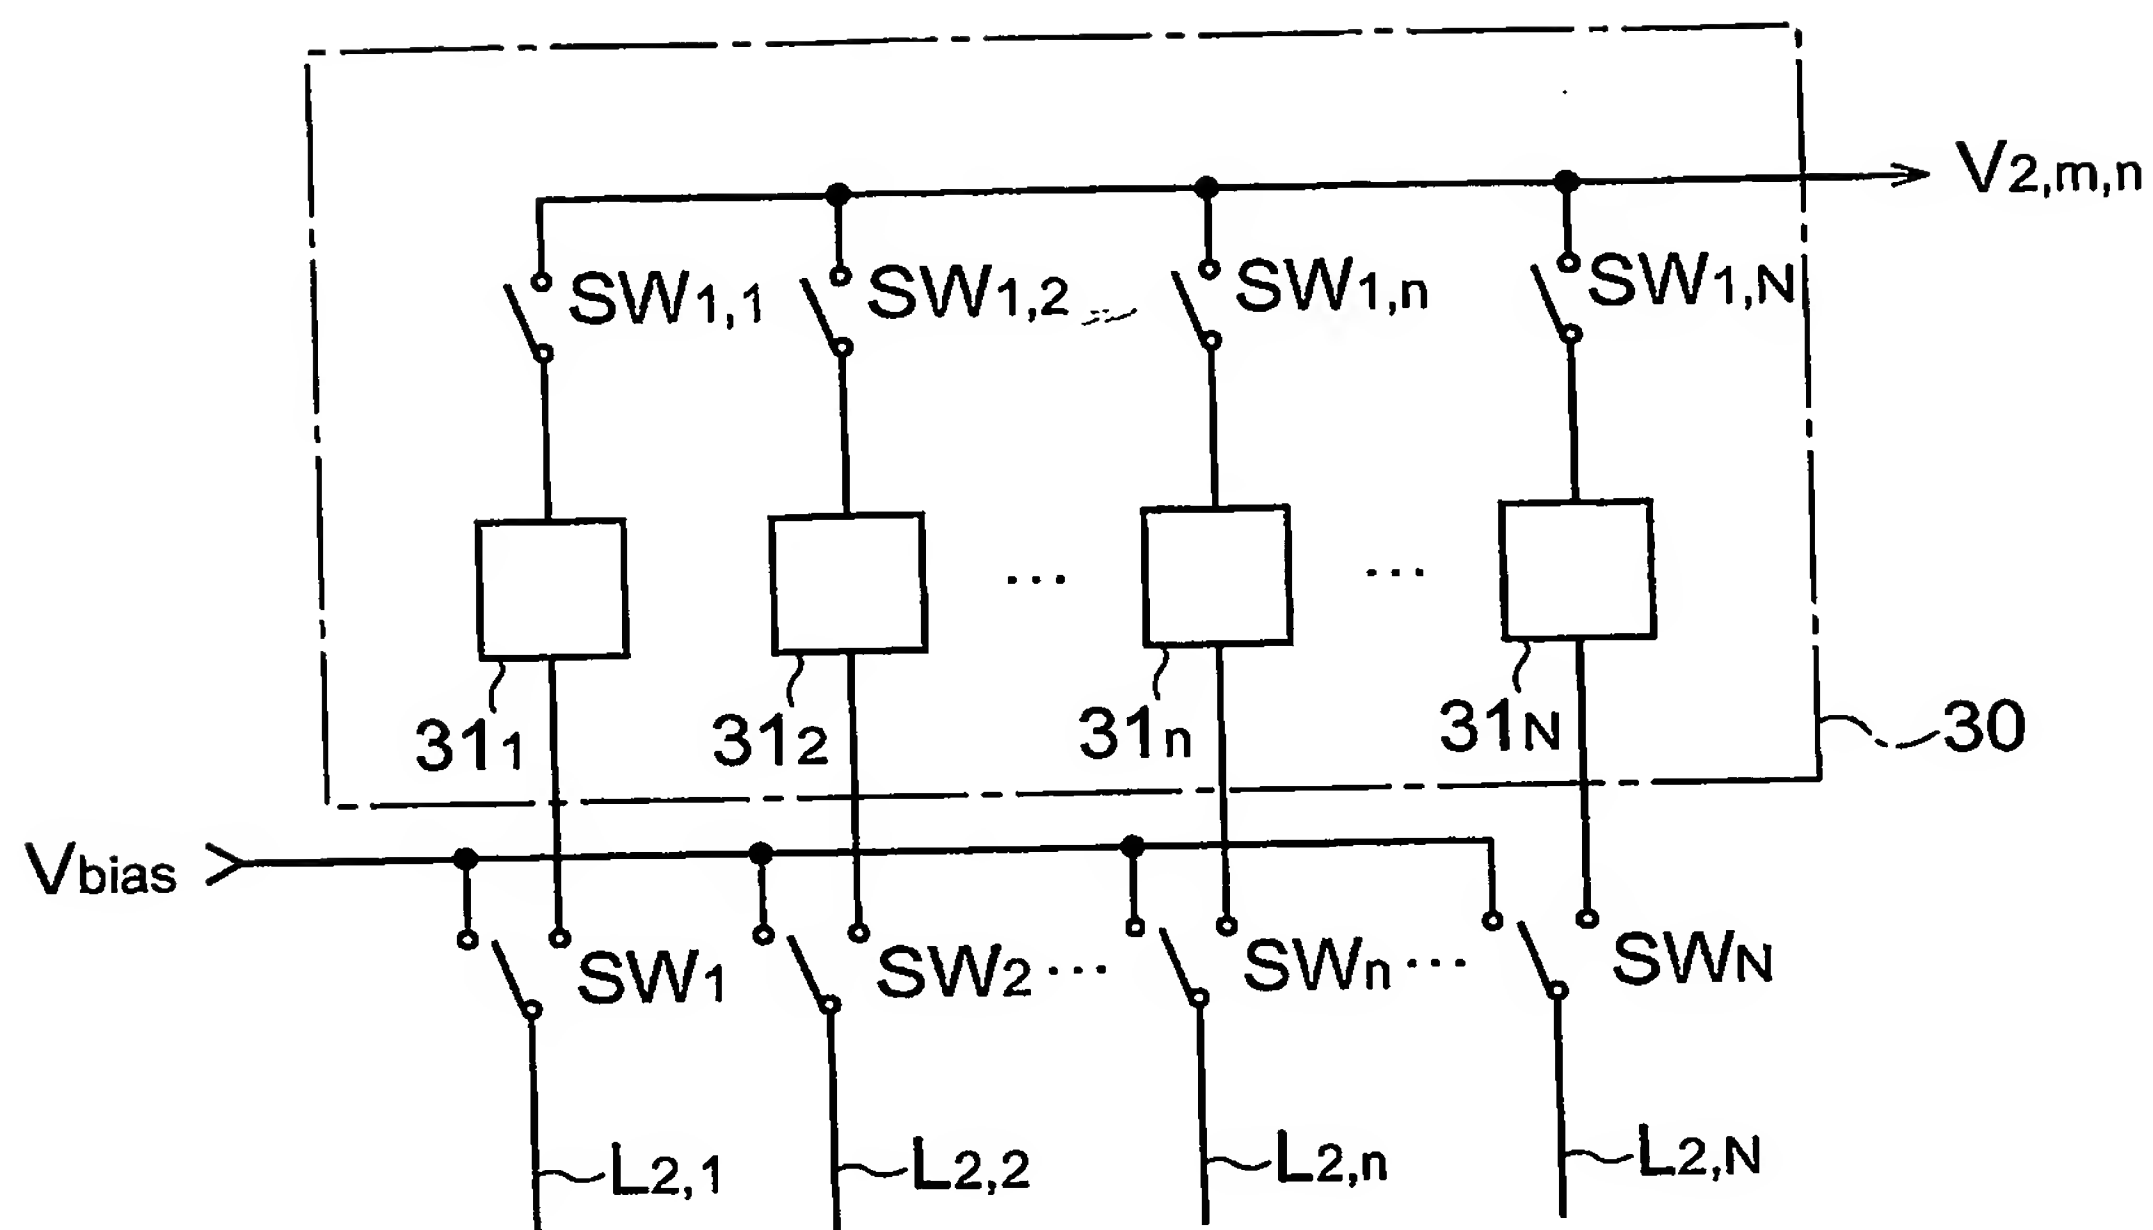 V2,m,n
SW1,1 SW1,2 SW1,n SW1,N
... ...
311 312 31n 31N 30
Vbias
SW1 SW2 ... SWn ... SWN
L2,1 L2,2 L2,n L2,N